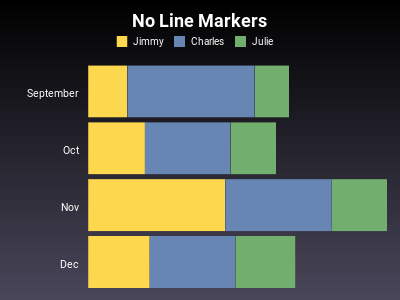 No Line Markers
Jimmy Charles Julie
September
Oct
Nov
Dec